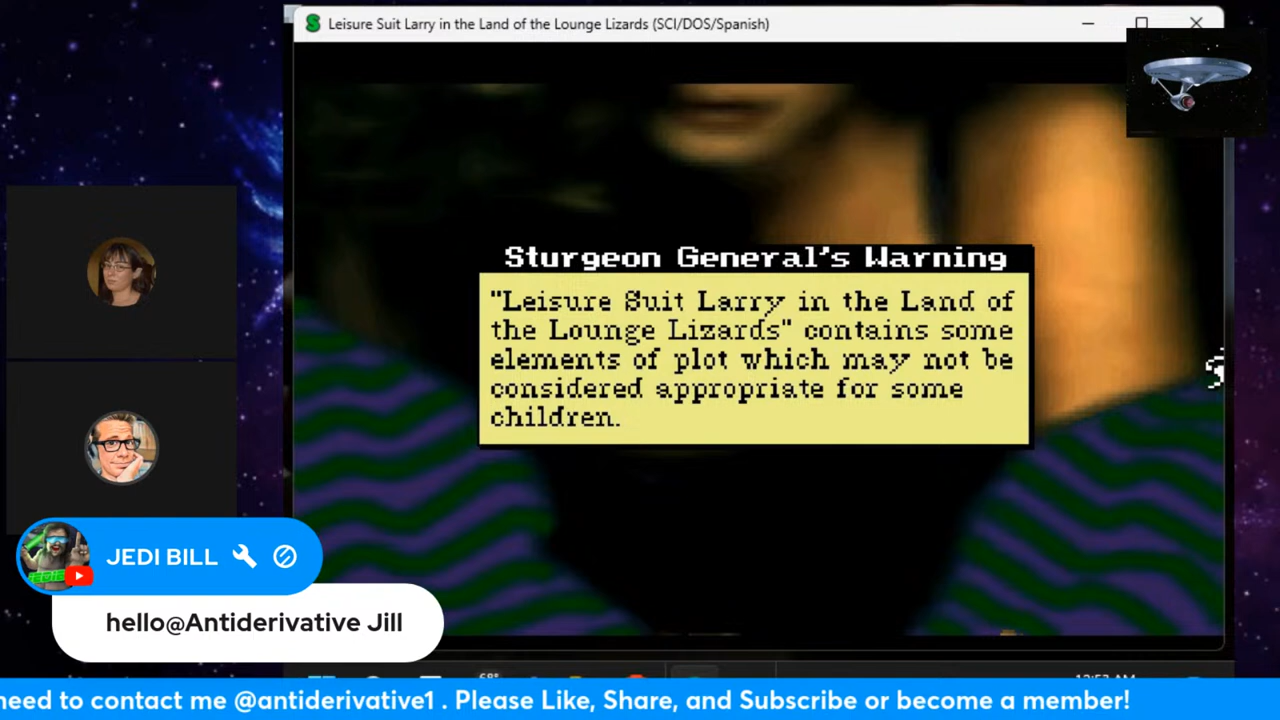 Leisure Suit Larry in the Land of the Lounge Lizards (SCI/DOS/Spanish)
Sturgeon General's Warning
"Leisure Suit Larry in the Land of
the Lounge Lizards" contains some
elements of plot which may not be
considered appropriate for some
children.
JEDI BILL
hello@Antiderivative Jill
need to contact me @antiderivative1 . Please Like, Share, and Subscribe or become a member!